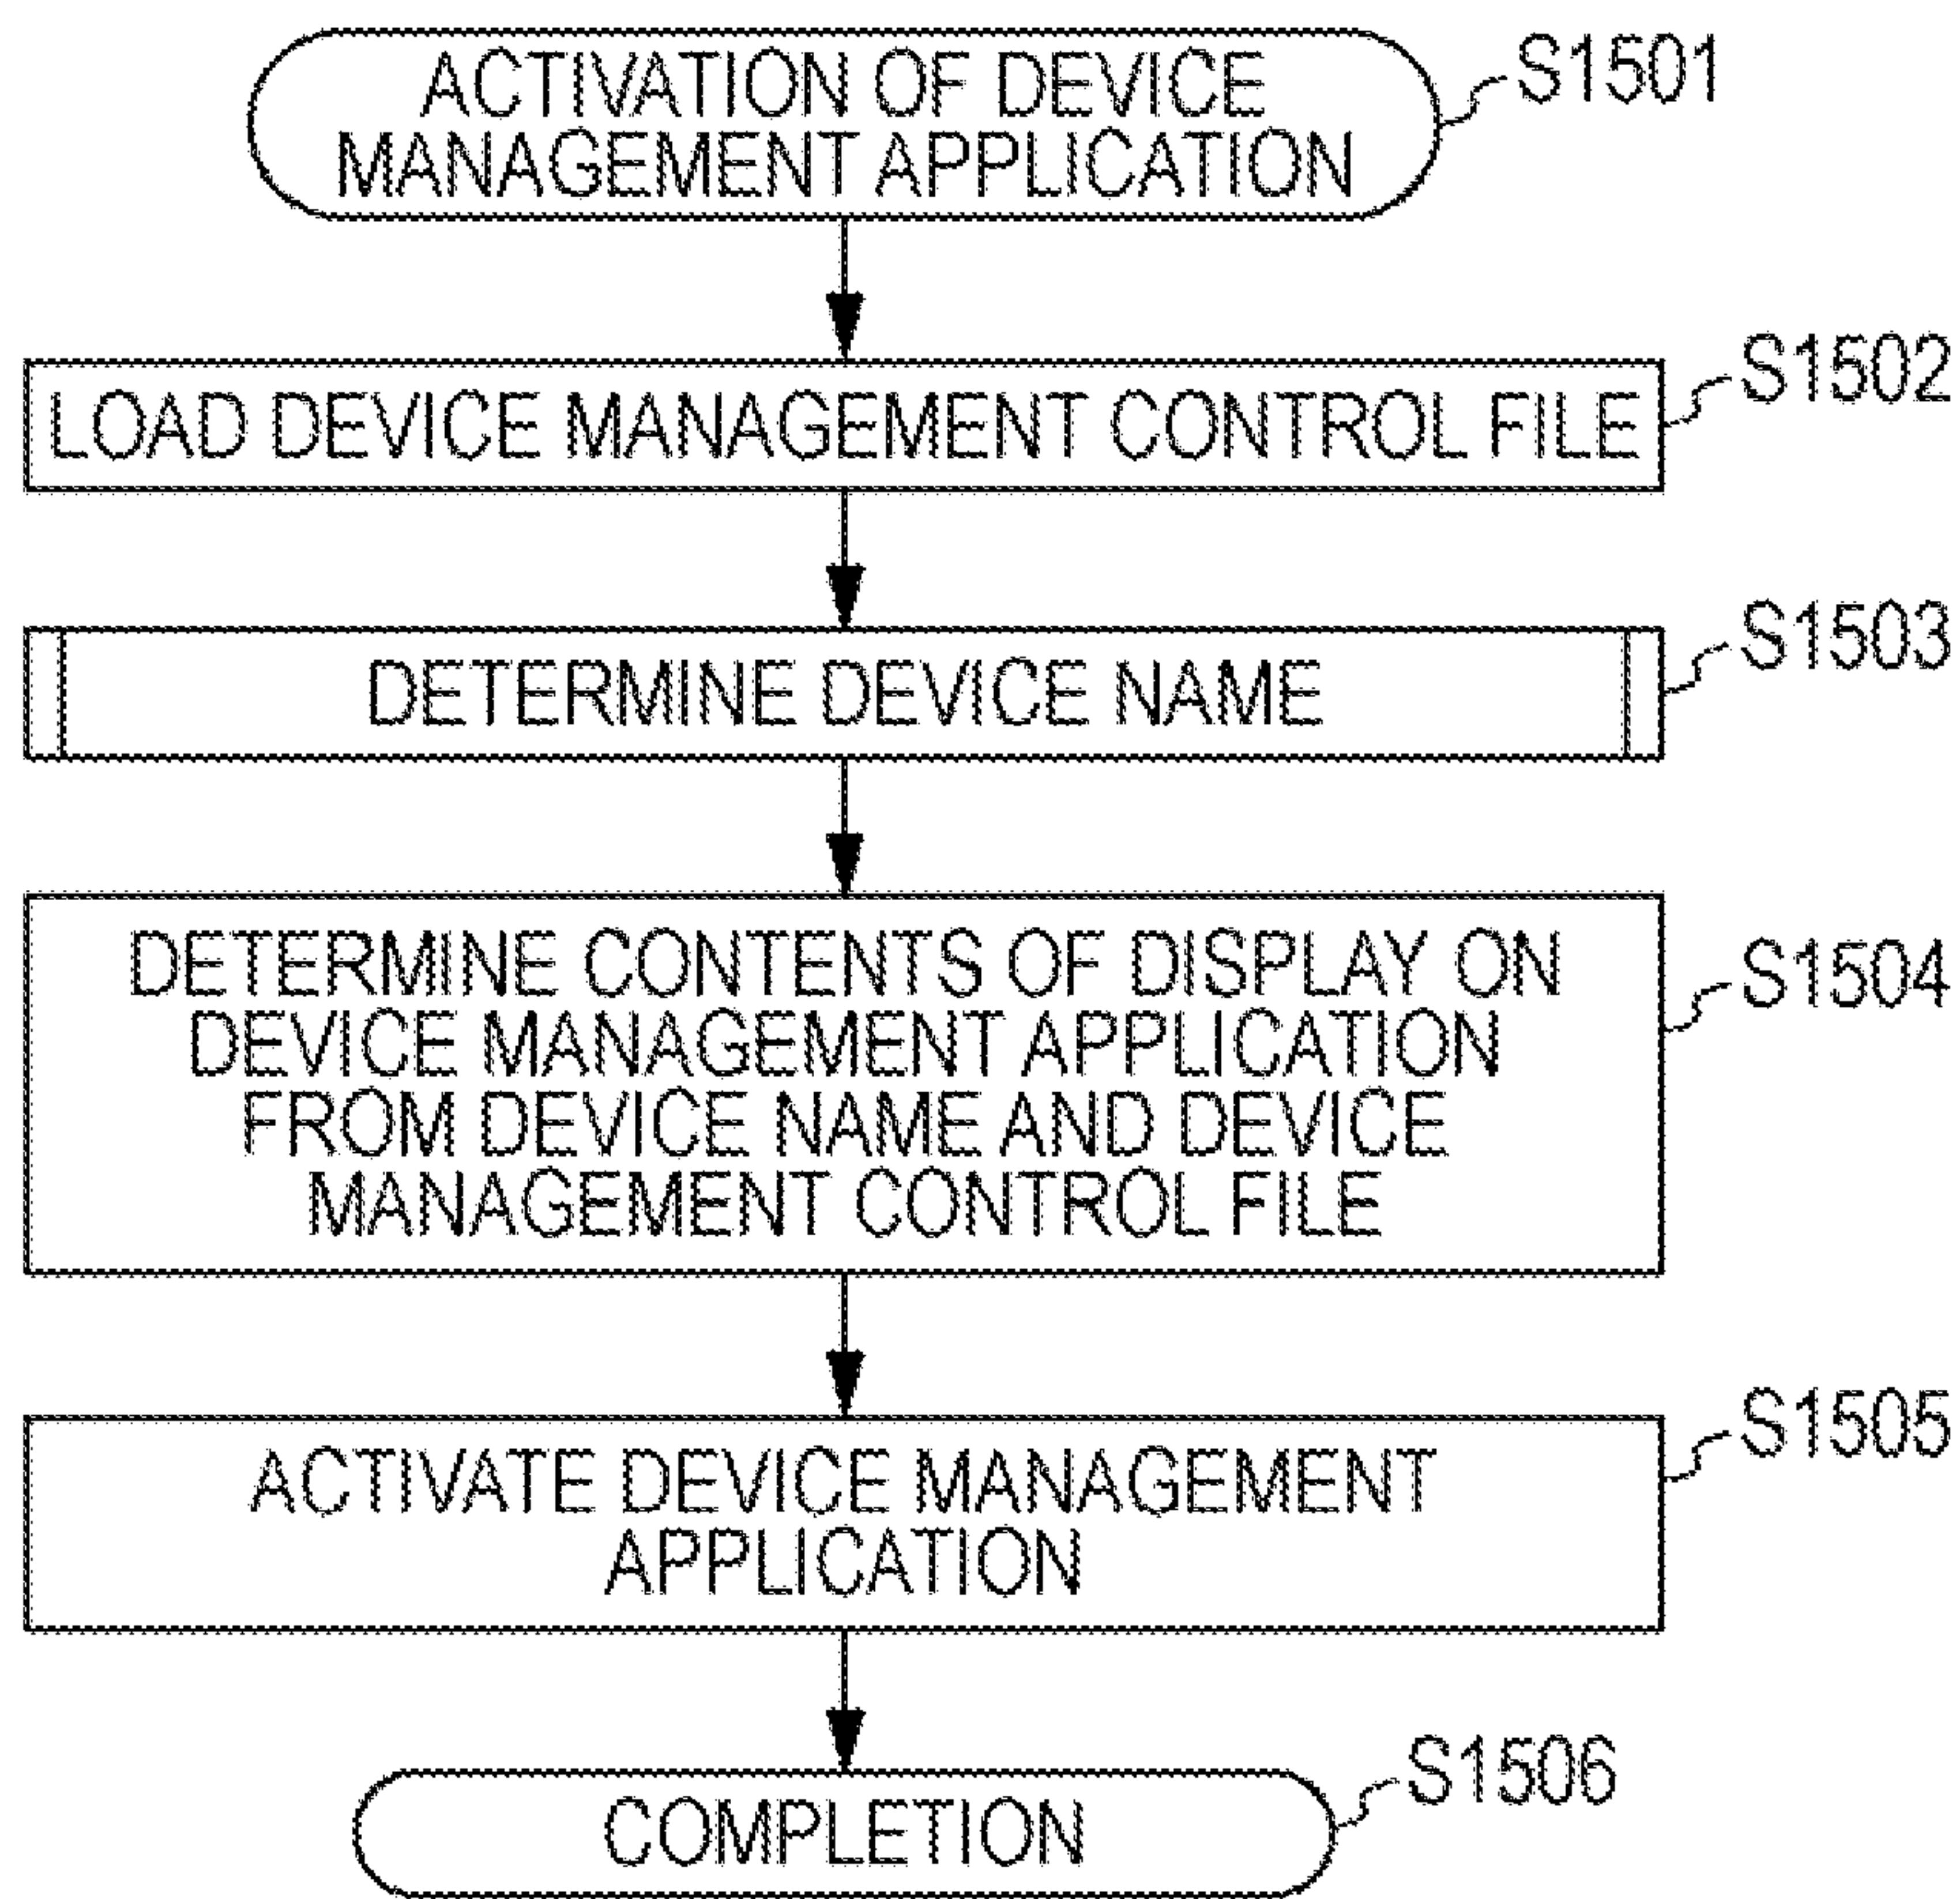 ACTIVATION OF DEVICE
MANAGEMENT APPLICATION
S1501
LOAD DEVICE MANAGEMENT CONTROL FILE
S1502
DETERMINE DEVICE NAME
S1503
DETERMINE CONTENTS OF DISPLAY ON
DEVICE MANAGEMENT APPLICATION
FROM DEVICE NAME AND DEVICE
MANAGEMENT CONTROL FILE
S1504
ACTIVATE DEVICE MANAGEMENT
APPLICATION
S1505
COMPLETION
S1506